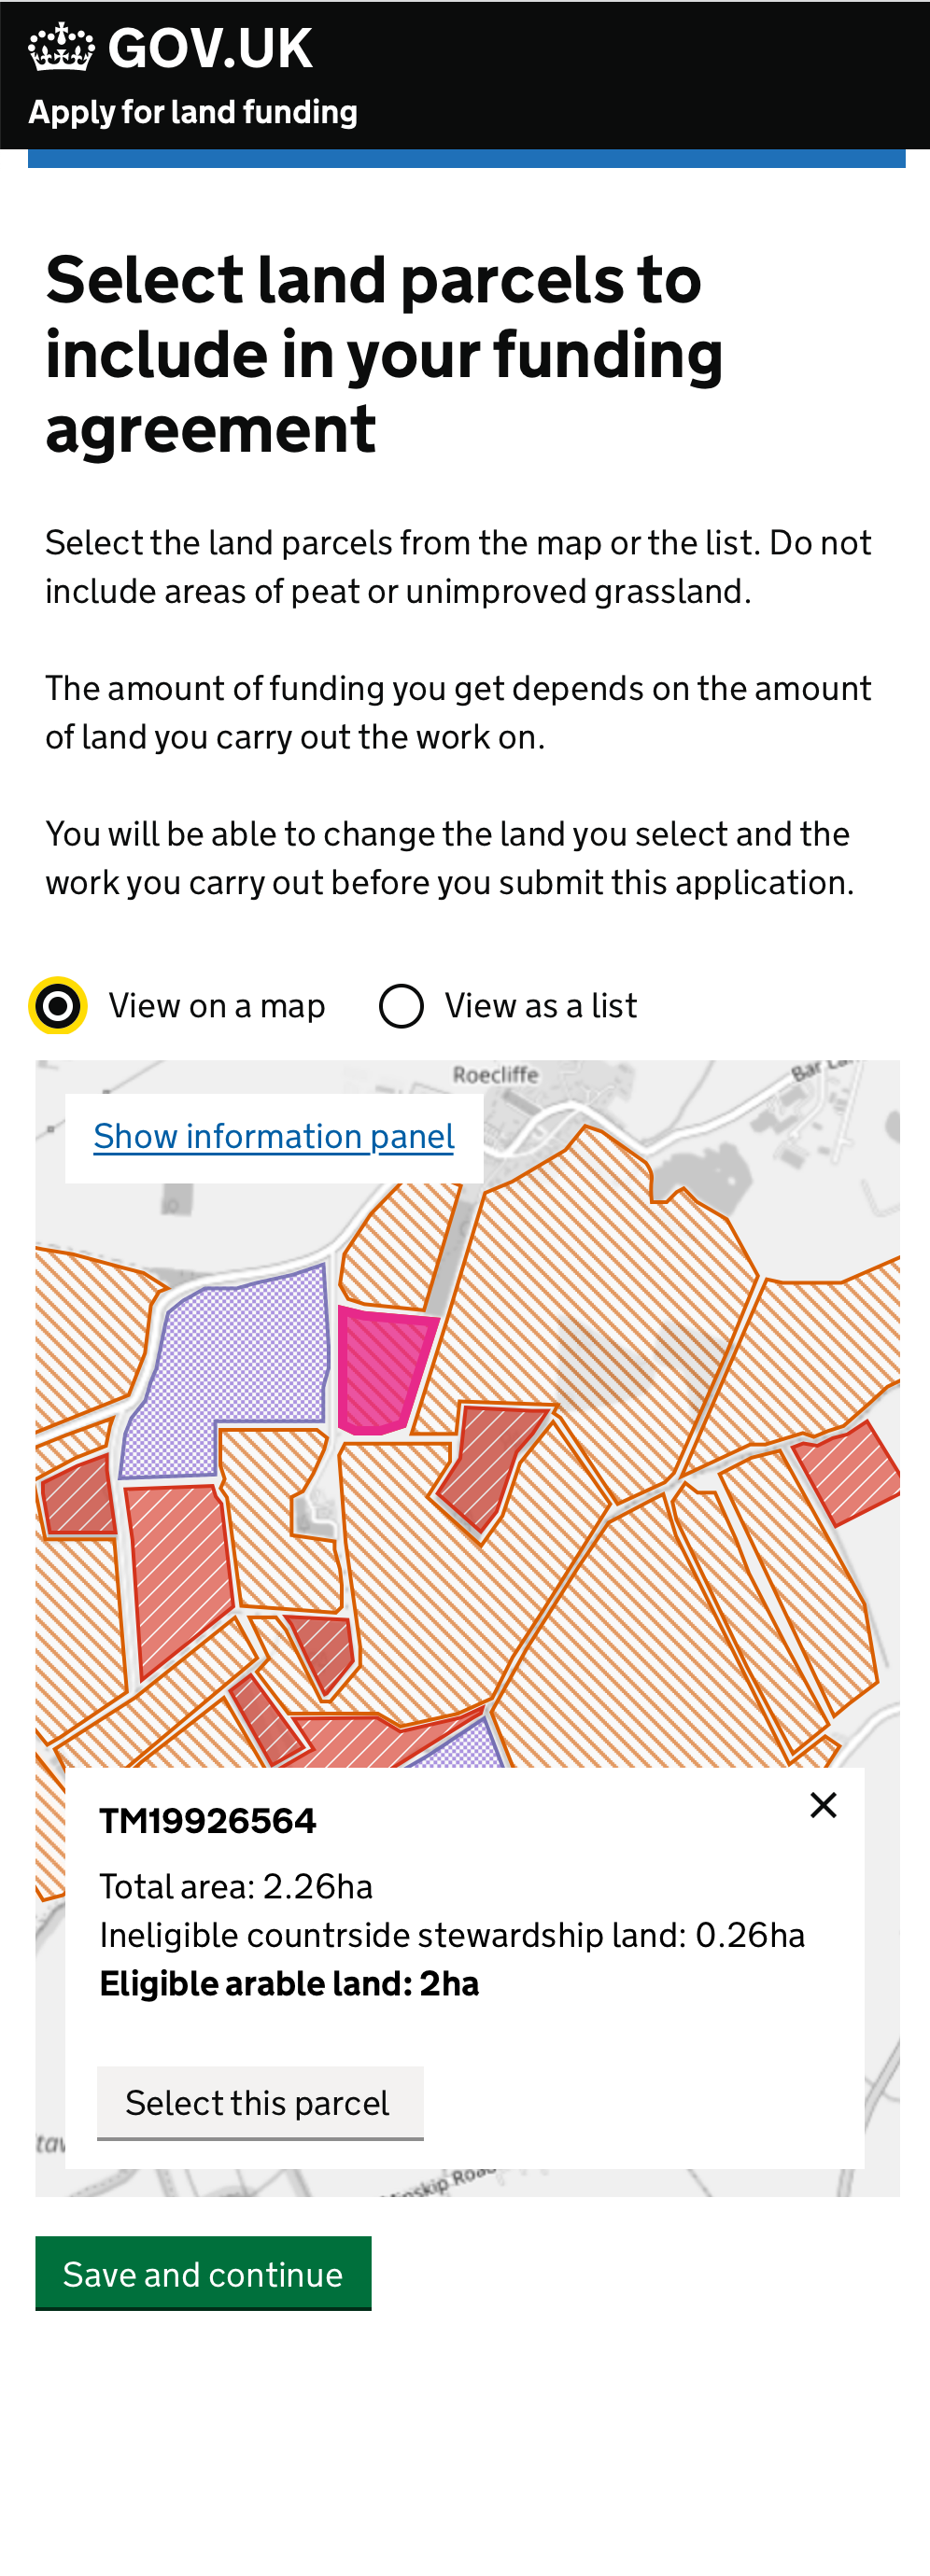 GOV.UK
Apply for land funding
Select land parcels to
include in your funding
agreement
Select the land parcels from the map or the list. Do not
include areas of peat or unimproved grassland.
The amount of funding you get depends on the amount
of land you carry out the work on.
You will be able to change the land you select and the
work you carry out before you submit this application.
View on a map View as a list
Roecliffe
Bar
Show information panel
TM19926564
Total area: 2.26ha
Ineligible countrside stewardship land: 0.26ha
Eligible arable land: 2ha
Select this parcel
Save and continue